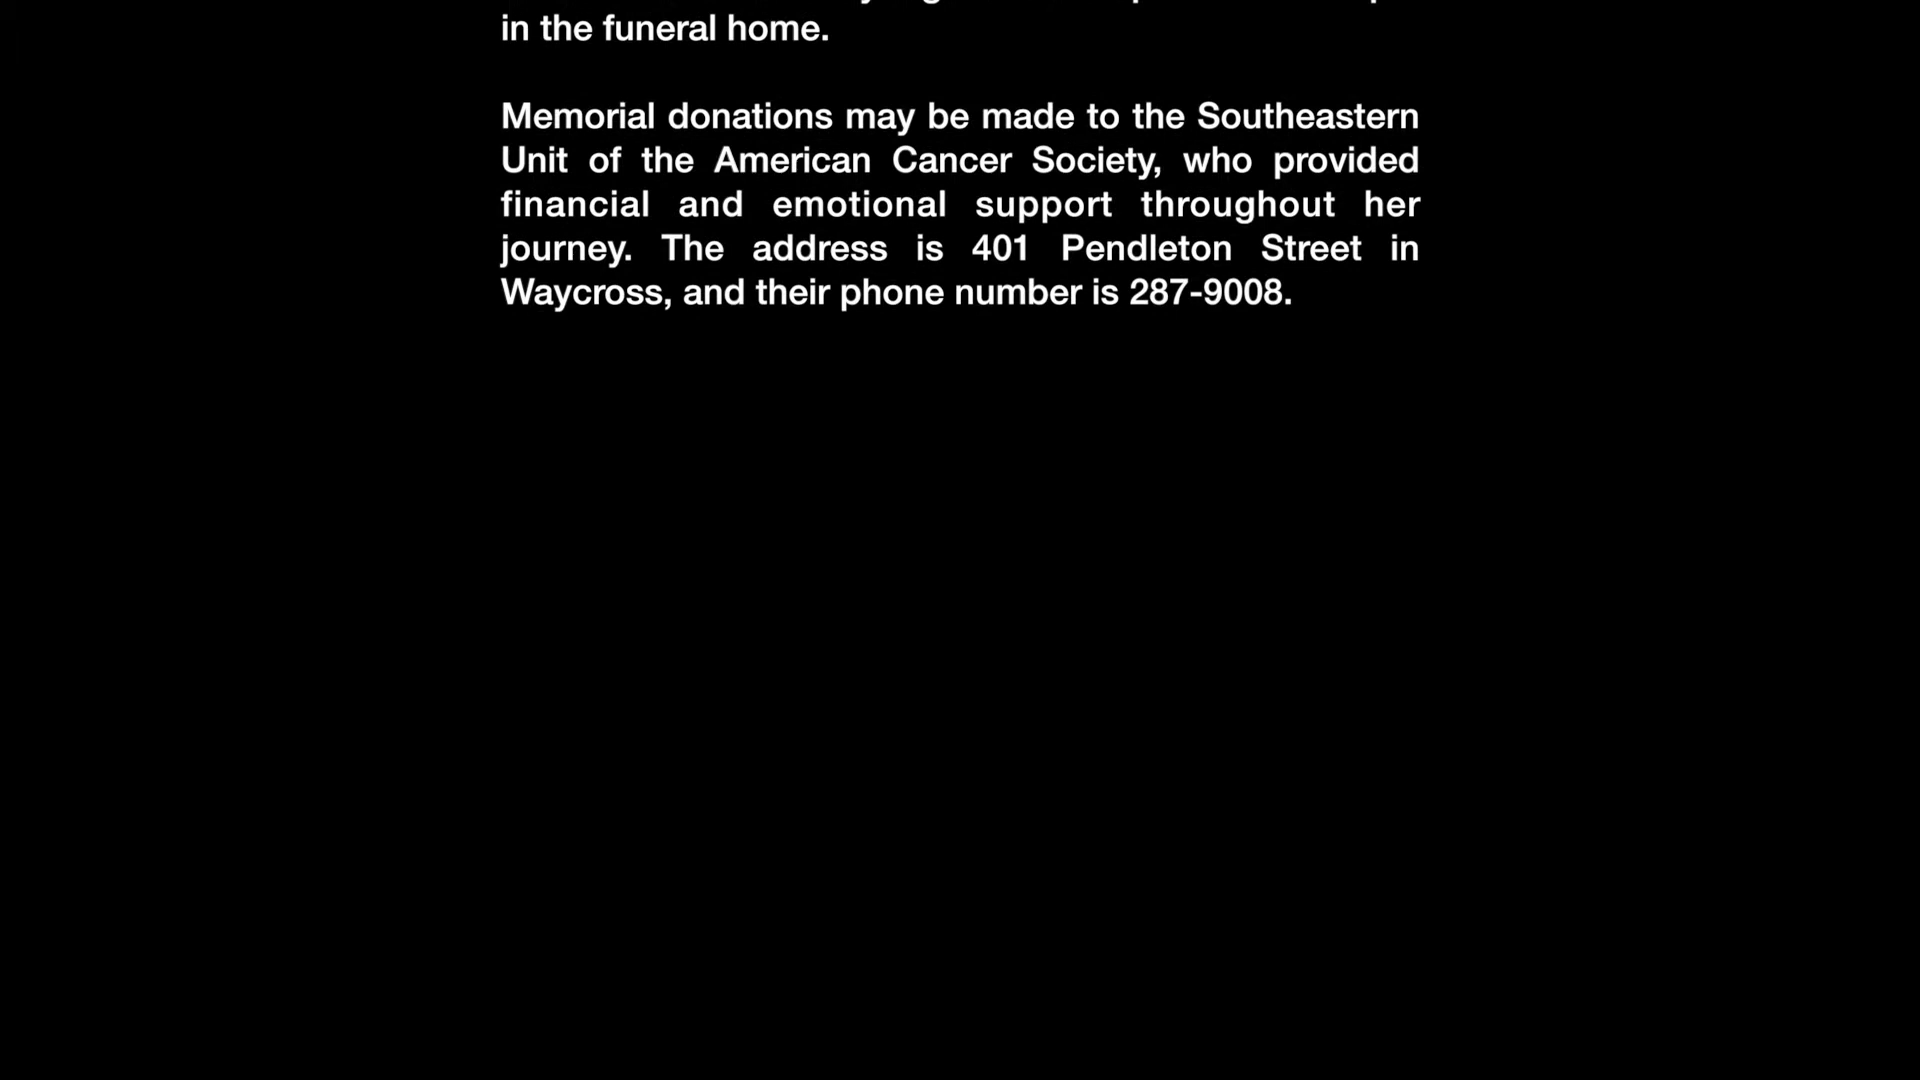 in the funeral home.
Memorial donations may be made to the Southeastern
Unit of the American Cancer Society, who provided
financial and emotional support throughout her
journey. The address is 401 Pendleton Street in
Waycross, and their phone number is 287-9008.